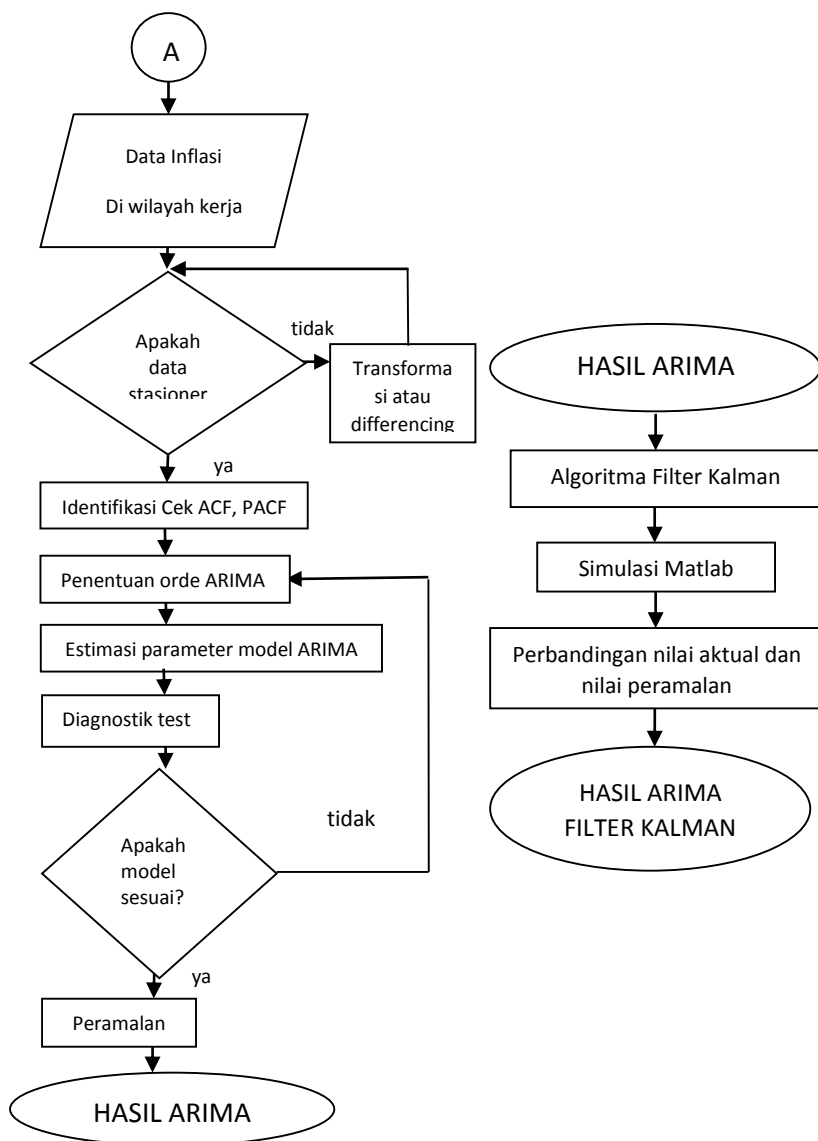 A
Data Inflasi
Di wilayah kerja
Apakah
data
stasioner
tidak
Transforma
si atau
differencing
ya
Identifikasi Cek ACF, PACF
Penentuan orde ARIMA
Estimasi parameter model ARIMA
Diagnostik test
Apakah
model
sesuai?
tidak
ya
Peramalan
HASIL ARIMA
HASIL ARIMA
Algoritma Filter Kalman
Simulasi Matlab
Perbandingan nilai aktual dan
nilai peramalan
HASIL ARIMA
FILTER KALMAN